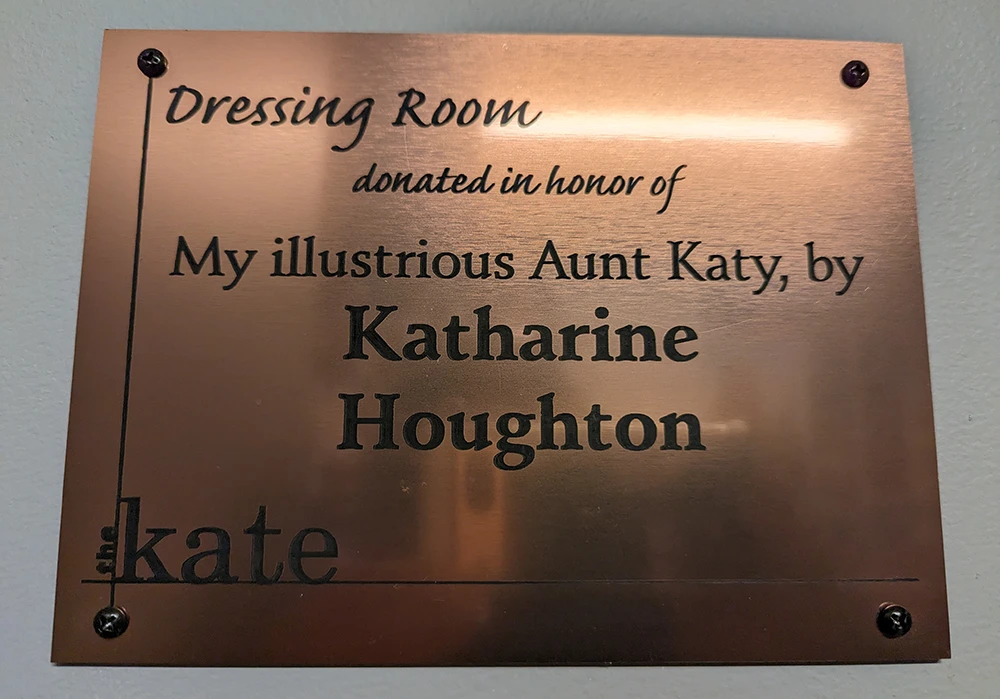 Dressing Room
donated in honor of
My illustrious Aunt Katy, by
Katharine
Houghton
the kate